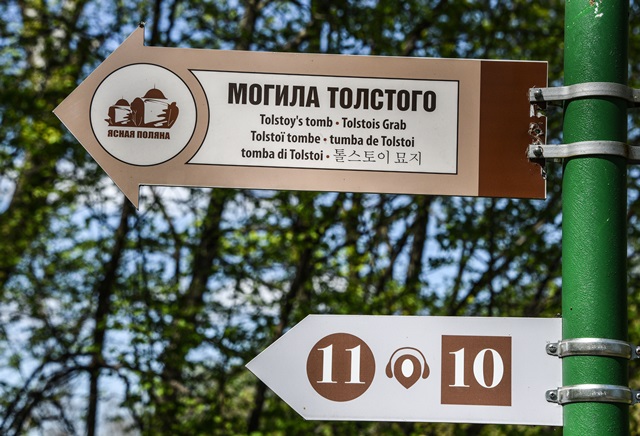 ЯСНАЯ ПОЛЯНА
МОГИЛА ТОЛСТОГО
Tolstoy's tomb • Tolstois Grab
Tolstoï tombe • tumba de Tolstoi
tomba di Tolstoi • 톨스토이 묘지
11 10